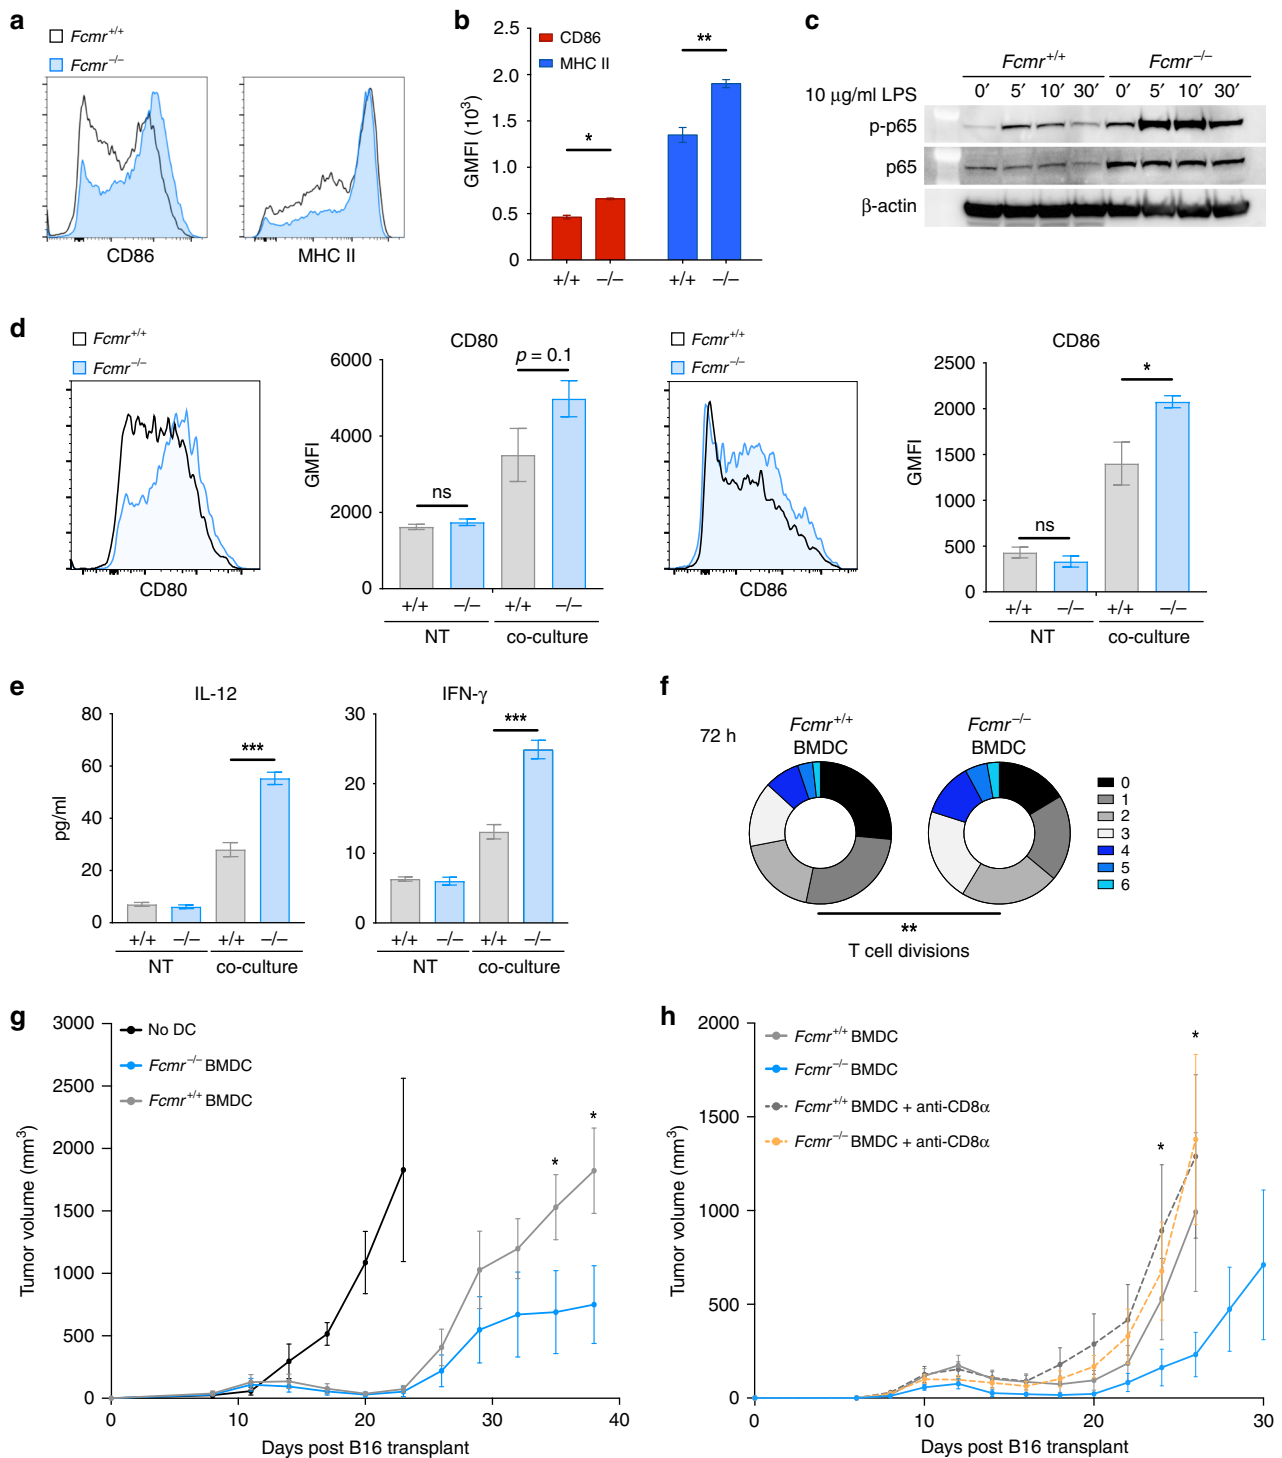 a
Fcmr+/+
Fcmr−/−
CD86
MHC II
b
2.5
2.0
1.5
1.0
0.5
0
GMFI (10³)
CD86
MHC II
*
**
+/+
−/−
+/+
−/−
c
Fcmr+/+
Fcmr−/−
10 μg/ml LPS
0′ 5′ 10′ 30′ 0′ 5′ 10′ 30′
p-p65
p65
β-actin
d
Fcmr+/+
Fcmr−/−
CD80
CD80
6000
4000
2000
0
GMFI
ns
p = 0.1
+/+ −/− +/+ −/−
NT co-culture
Fcmr+/+
Fcmr−/−
CD86
CD86
2500
2000
1500
1000
500
0
GMFI
ns
*
+/+ −/− +/+ −/−
NT co-culture
e
IL-12
80
60
40
20
0
pg/ml
***
+/+ −/− +/+ −/−
NT co-culture
IFN-γ
30
20
10
0
***
+/+ −/− +/+ −/−
NT co-culture
f
72 h
Fcmr+/+
BMDC
Fcmr−/−
BMDC
0
1
2
3
4
5
6
**
T cell divisions
g
3000
2500
2000
1500
1000
500
0
Tumor volume (mm³)
No DC
Fcmr−/− BMDC
Fcmr+/+ BMDC
*
*
0 10 20 30 40
Days post B16 transplant
h
2000
1500
1000
500
0
Tumor volume (mm³)
Fcmr+/+ BMDC
Fcmr−/− BMDC
Fcmr+/+ BMDC + anti-CD8α
Fcmr−/− BMDC + anti-CD8α
*
*
0 10 20 30
Days post B16 transplant